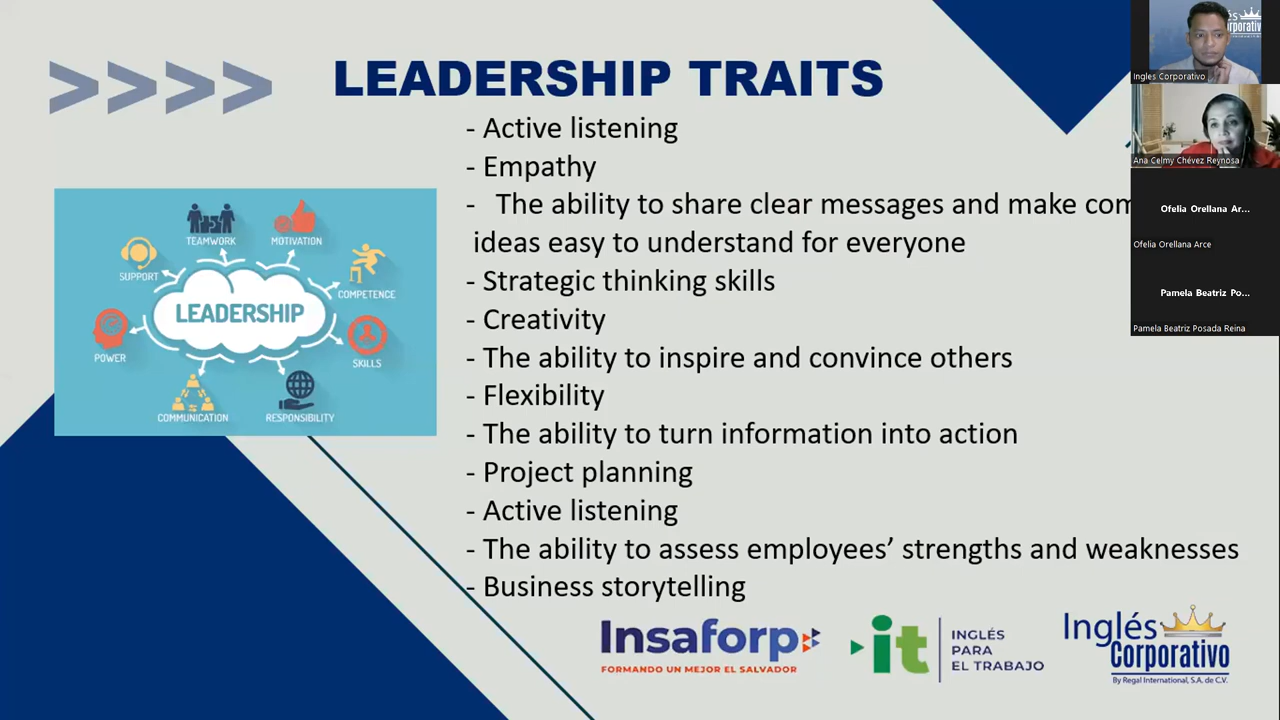 >>>>
LEADERSHIP TRAITS
- Active listening
- Empathy
- The ability to share clear messages and make
ideas easy to understand for everyone
- Strategic thinking skills
- Creativity
- The ability to inspire and convince others
- Flexibility
- The ability to turn information into action
- Project planning
- Active listening
- The ability to assess employees’ strengths and weaknesses
- Business storytelling
TEAMWORK
MOTIVATION
SUPPORT
COMPETENCE
LEADERSHIP
POWER
SKILLS
COMMUNICATION
RESPONSIBILITY
Insaforp
FORMANDO UN MEJOR EL SALVADOR
it
INGLÉS
PARA
EL TRABAJO
Inglés
Corporativo
By Regal International, S.A. de C.V.
Ingles Corporativo
Ana Celmy Chévez Reynosa
Ofelia Orellana Ar...
Ofelia Orellana Arce
Pamela Beatriz Po...
Pamela Beatriz Posada Reina